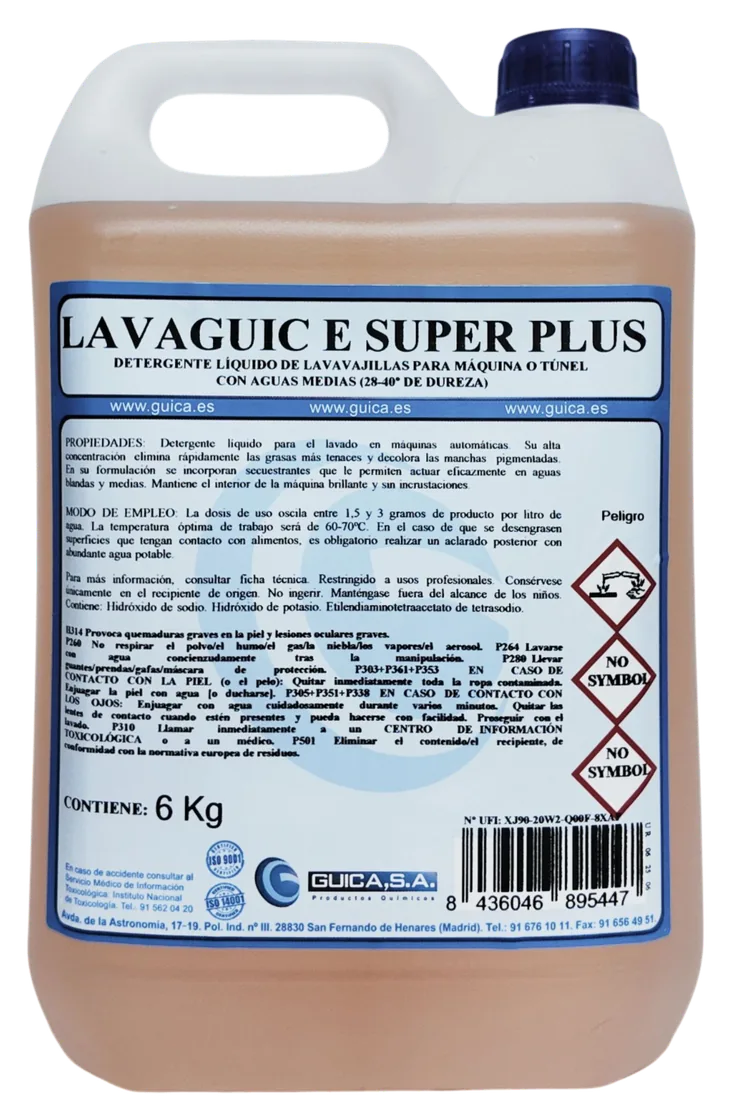 LAVAGUIC E SUPER PLUS
DETERGENTE LÍQUIDO DE LAVAVAJILLAS PARA MÁQUINA O TÚNEL
CON AGUAS MEDIAS (28-40º DE DUREZA)
www.guica.es www.guica.es www.guica.es
PROPIEDADES: Detergente líquido para el lavado en máquinas automáticas. Su alta
concentración elimina rápidamente las grasas más tenaces y decolora las manchas pigmentadas.
En su formulación se incorporan secuestrantes que le permiten actuar eficazmente en aguas
blandas y medias. Mantiene el interior de la máquina brillante y sin incrustaciones.
MODO DE EMPLEO: La dosis de uso oscila entre 1,5 y 3 gramos de producto por litro de
agua. La temperatura óptima de trabajo será de 60-70ºC. En el caso de que se desengrasen
superficies que tengan contacto con alimentos, es obligatorio realizar un aclarado posterior con
abundante agua potable.
Para más información, consultar ficha técnica. Restringido a usos profesionales. Consérvese
únicamente en el recipiente de origen. No ingerir. Manténgase fuera del alcance de los niños.
Contiene: Hidróxido de sodio. Hidróxido de potasio. Etilendiaminotetraacetato de tetrasodio.
H314 Provoca quemaduras graves en la piel y lesiones oculares graves.
P260 No respirar el polvo/el humo/el gas/la niebla/los vapores/el aerosol. P264 Lavarse
con agua concienzudamente tras la manipulación. P280 Llevar
guantes/prendas/gafas/máscara de protección. P303+P361+P353 EN CASO DE
CONTACTO CON LA PIEL (o el pelo): Quitar inmediatamente toda la ropa contaminada.
Enjuagar la piel con agua [o ducharse]. P305+P351+P338 EN CASO DE CONTACTO CON
LOS OJOS: Enjuagar con agua cuidadosamente durante varios minutos. Quitar las
lentes de contacto cuando estén presentes y pueda hacerse con facilidad. Proseguir con el
lavado. P310 Llamar inmediatamente a un CENTRO DE INFORMACIÓN
TOXICOLÓGICA o a un médico. P501 Eliminar el contenido/el recipiente, de
conformidad con la normativa europea de residuos.
Peligro
NO
SYMBOL
NO
SYMBOL
CONTIENE: 6 Kg
Nº UFI: XJ90-20W2-Q00F-8XA
8 436046 895447
En caso de accidente consultar al
Servicio Médico de Información
Toxicológica: Instituto Nacional
de Toxicología. Tel.: 91 562 04 20
ISO 9001
ISO 14001
GUICA, S.A.
Productos Químicos
Avda. de la Astronomía, 17-19. Pol. Ind. nº III. 28830 San Fernando de Henares (Madrid). Tel.: 91 676 10 11. Fax: 91 656 49 51.